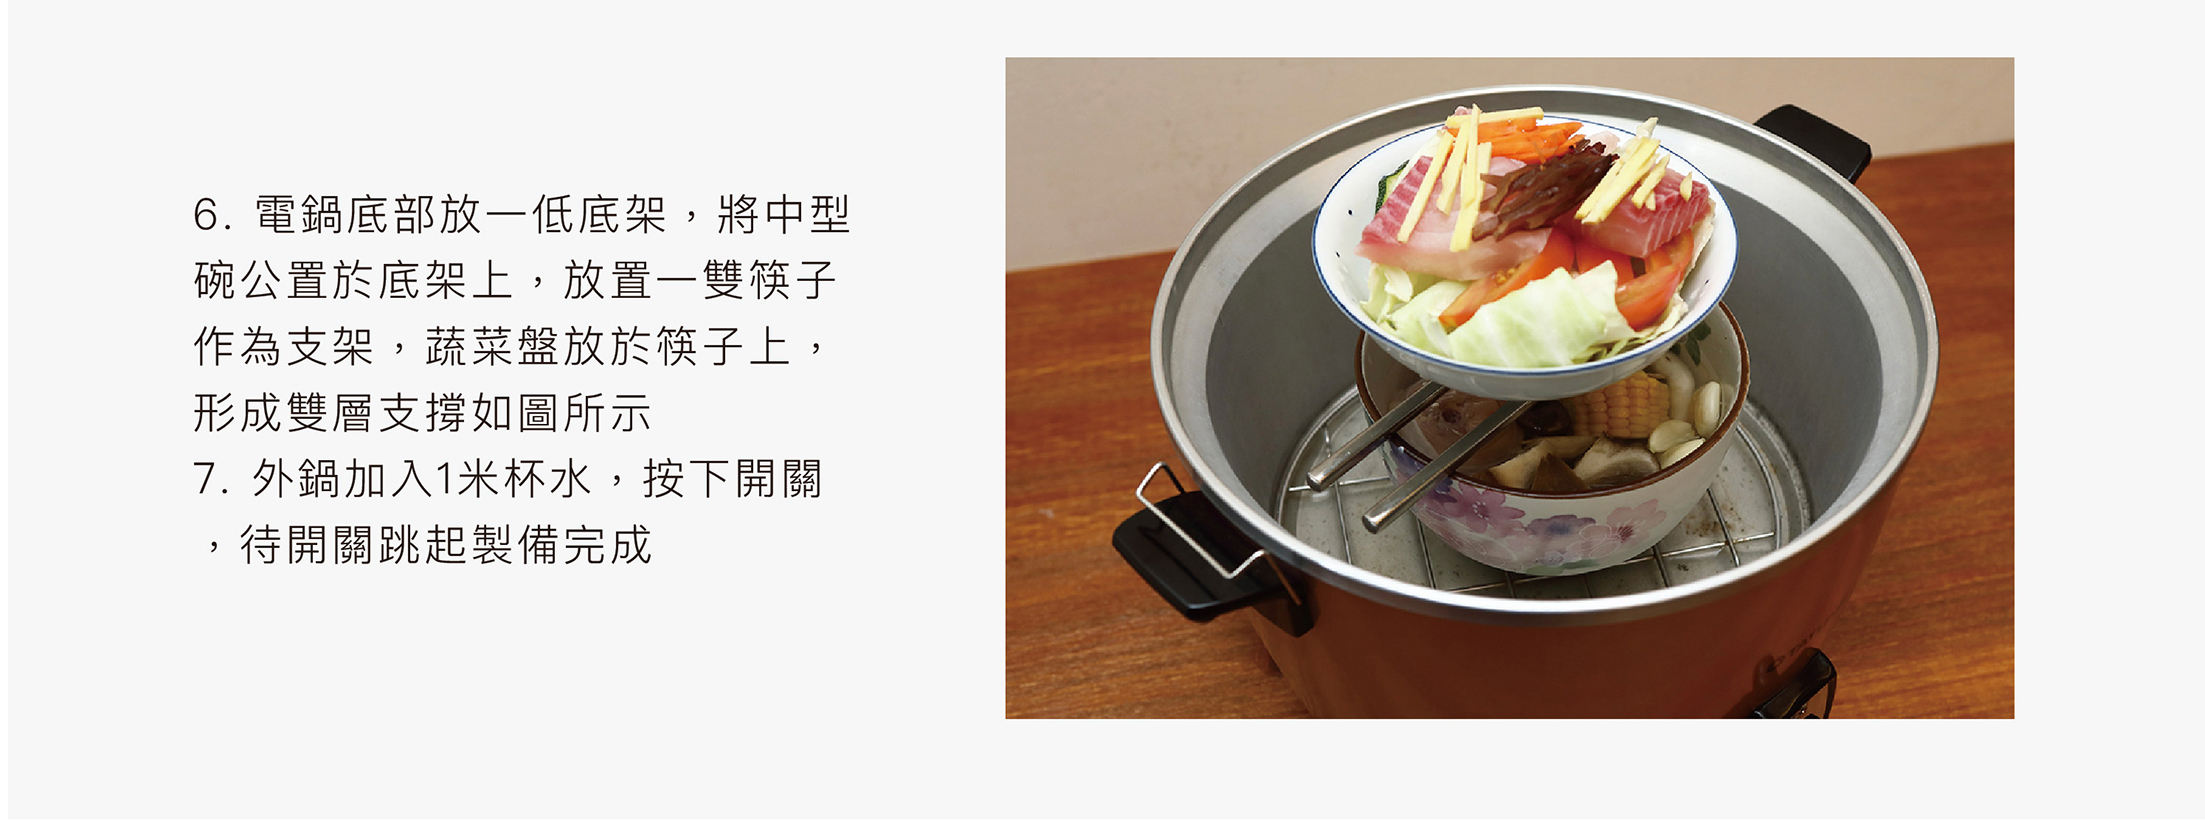 6. 電鍋底部放一低底架，將中型
碗公置於底架上，放置一雙筷子
作為支架，蔬菜盤放於筷子上，
形成雙層支撐如圖所示
7. 外鍋加入1米杯水，按下開關
，待開關跳起製備完成